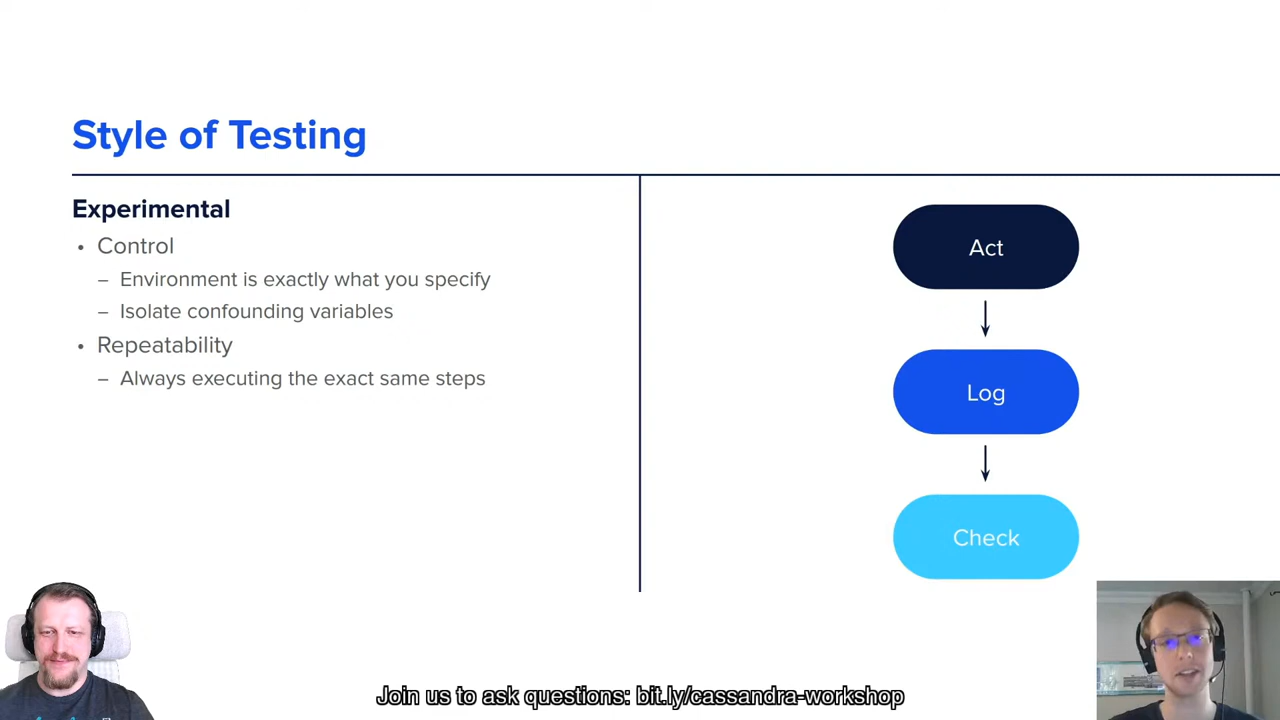 Style of Testing
Experimental
• Control
– Environment is exactly what you specify
– Isolate confounding variables
• Repeatability
– Always executing the exact same steps
Act
Log
Check
Join us to ask questions: bit.ly/cassandra-workshop